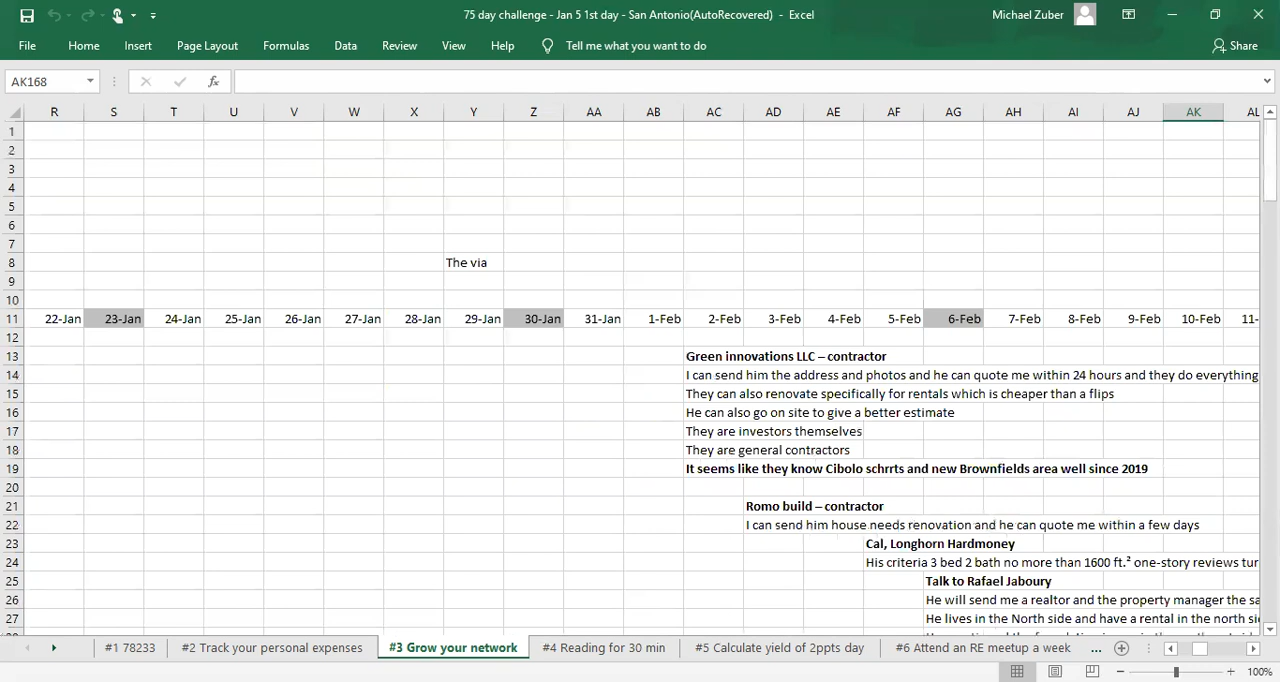 75 day challenge - Jan 5 1st day - San Antonio(AutoRecovered) - Excel
Michael Zuber
File Home Insert Page Layout Formulas Data Review View Help Tell me what you want to do Share
AK168 fx
R S T U V W X Y Z AA AB AC AD AE AF AG AH AI AJ AK AL
1
2
3
4
5
6
7
8 The via
9
10
11 22-Jan 23-Jan 24-Jan 25-Jan 26-Jan 27-Jan 28-Jan 29-Jan 30-Jan 31-Jan 1-Feb 2-Feb 3-Feb 4-Feb 5-Feb 6-Feb 7-Feb 8-Feb 9-Feb 10-Feb 11-
12
13 Green innovations LLC – contractor
14 I can send him the address and photos and he can quote me within 24 hours and they do everything
15 They can also renovate specifically for rentals which is cheaper than a flips
16 He can also go on site to give a better estimate
17 They are investors themselves
18 They are general contractors
19 It seems like they know Cibolo schrrts and new Brownfields area well since 2019
20
21 Romo build – contractor
22 I can send him house needs renovation and he can quote me within a few days
23 Cal, Longhorn Hardmoney
24 His criteria 3 bed 2 bath no more than 1600 ft.² one-story reviews tur
25 Talk to Rafael Jaboury
26 He will send me a realtor and the property manager the sa
27 He lives in the North side and have a rental in the north si
#1 78233 #2 Track your personal expenses #3 Grow your network #4 Reading for 30 min #5 Calculate yield of 2ppts day #6 Attend an RE meetup a week ...
100%